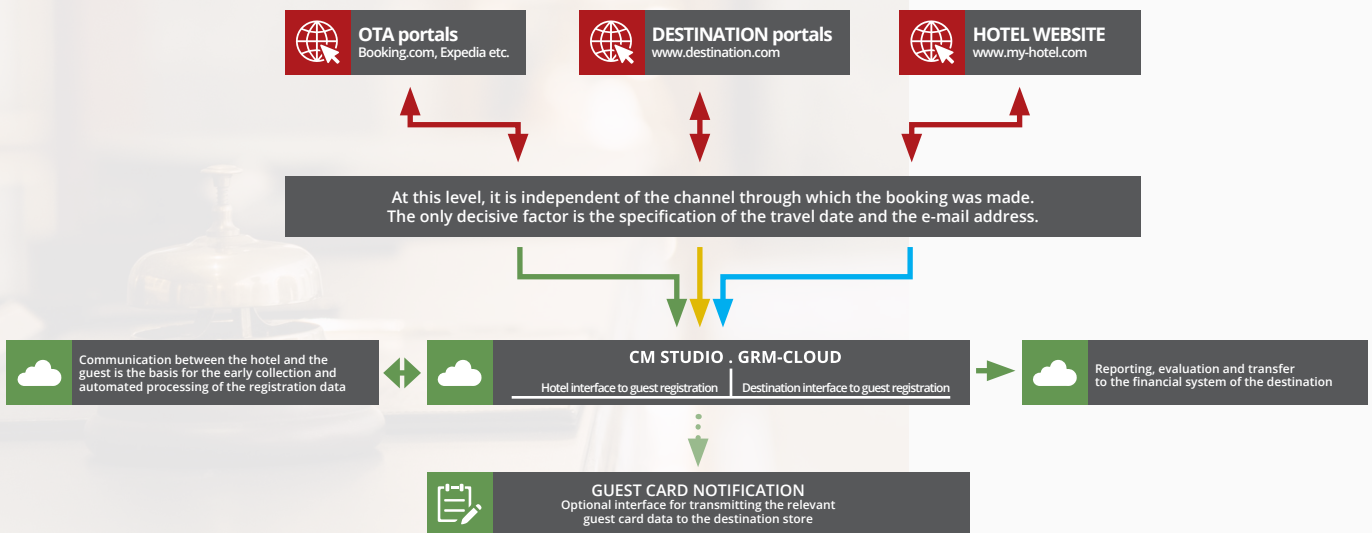 OTA portals
Booking.com, Expedia etc.
DESTINATION portals
www.destination.com
HOTEL WEBSITE
www.my-hotel.com
At this level, it is independent of the channel through which the booking was made.
The only decisive factor is the specification of the travel date and the e-mail address.
Communication between the hotel and the
guest is the basis for the early collection and
automated processing of the registration data
CM STUDIO . GRM-CLOUD
Hotel interface to guest registration
Destination interface to guest registration
Reporting, evaluation and transfer
to the financial system of the destination
GUEST CARD NOTIFICATION
Optional interface for transmitting the relevant
guest card data to the destination store